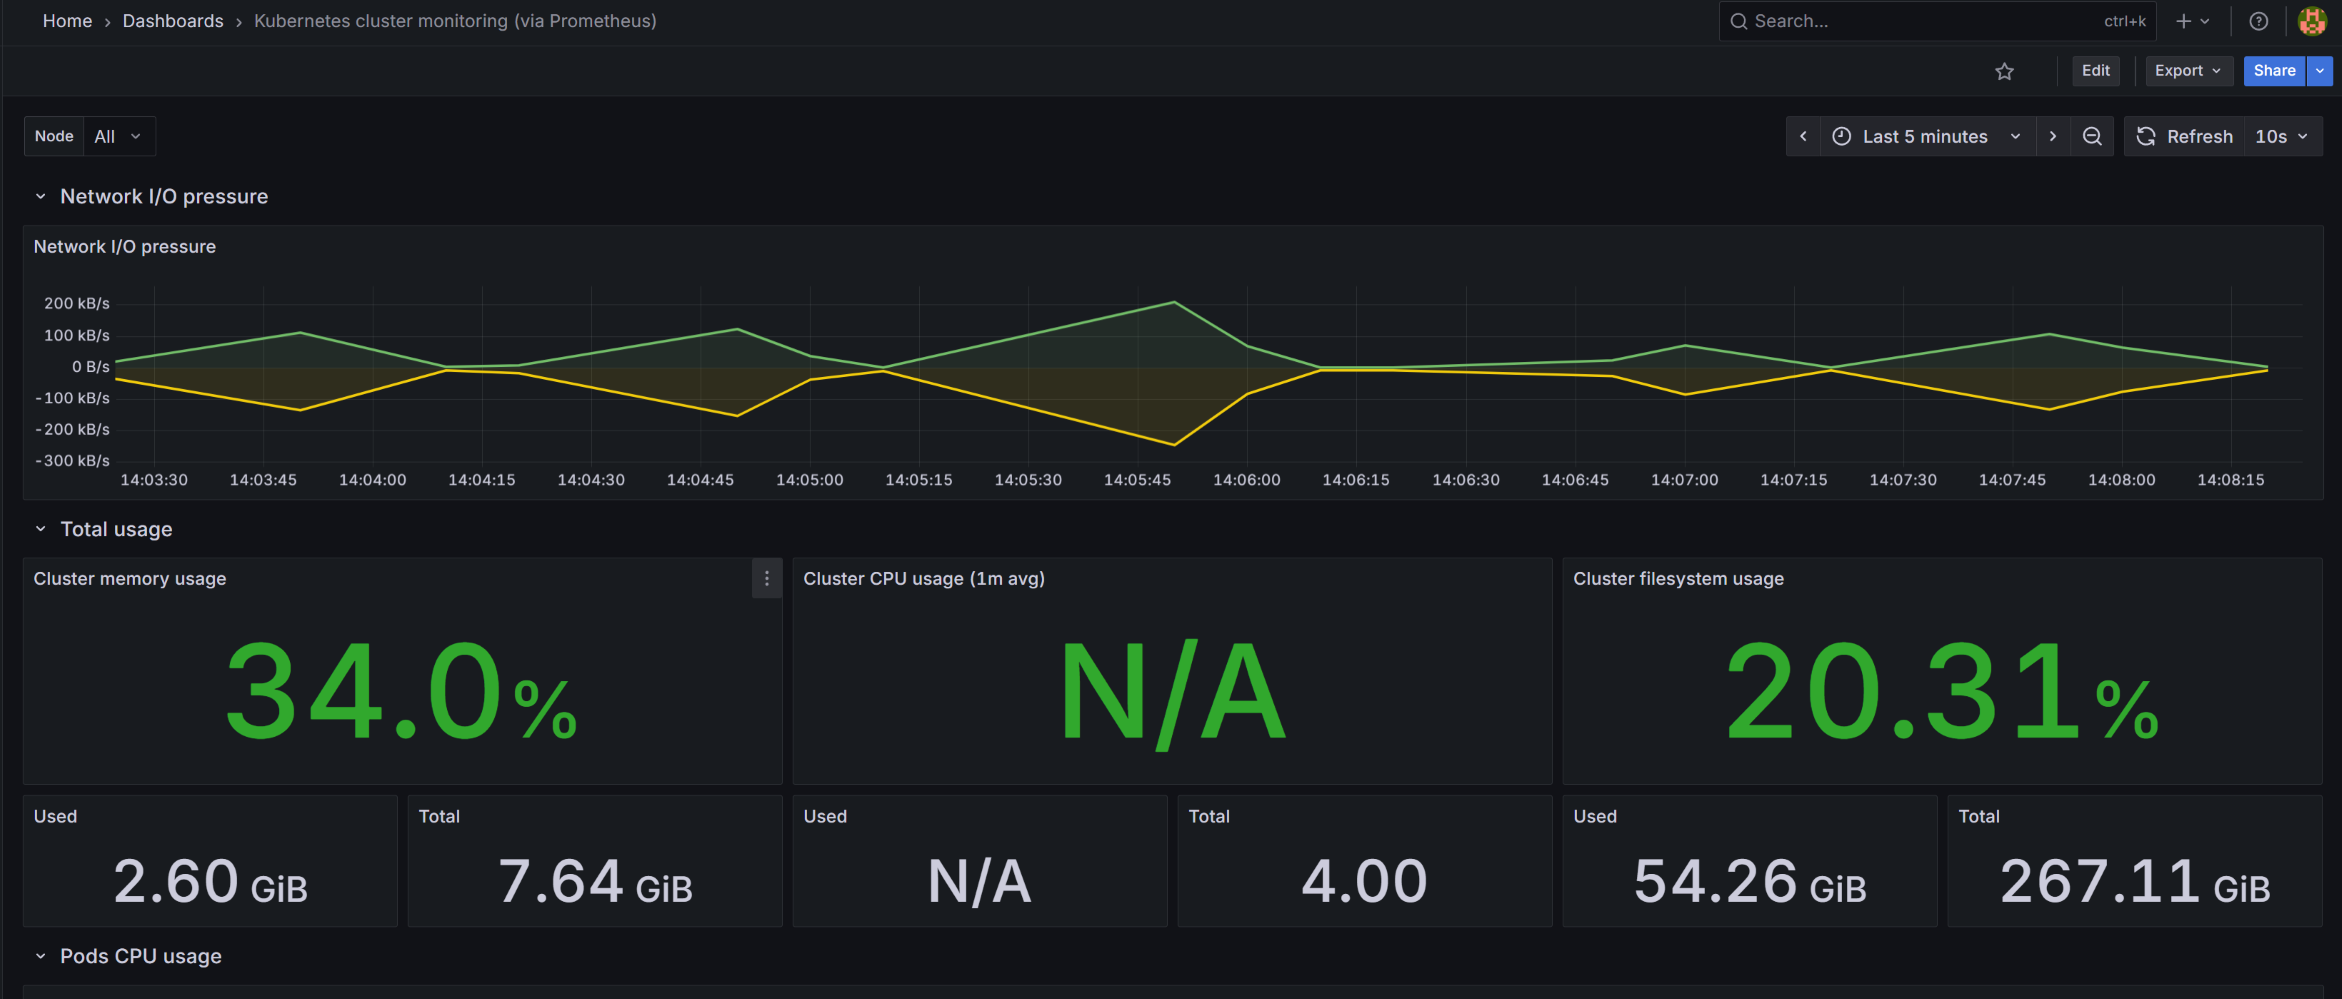 Home › Dashboards › Kubernetes cluster monitoring (via Prometheus)
Search... ctrl+k
Edit Export Share
Node All
Last 5 minutes Refresh 10s
Network I/O pressure
Network I/O pressure
200 kB/s
100 kB/s
0 B/s
-100 kB/s
-200 kB/s
-300 kB/s
14:03:30 14:03:45 14:04:00 14:04:15 14:04:30 14:04:45 14:05:00 14:05:15 14:05:30 14:05:45 14:06:00 14:06:15 14:06:30 14:06:45 14:07:00 14:07:15 14:07:30 14:07:45 14:08:00 14:08:15
Total usage
Cluster memory usage
34.0%
Cluster CPU usage (1m avg)
N/A
Cluster filesystem usage
20.31%
Used
2.60 GiB
Total
7.64 GiB
Used
N/A
Total
4.00
Used
54.26 GiB
Total
267.11 GiB
Pods CPU usage